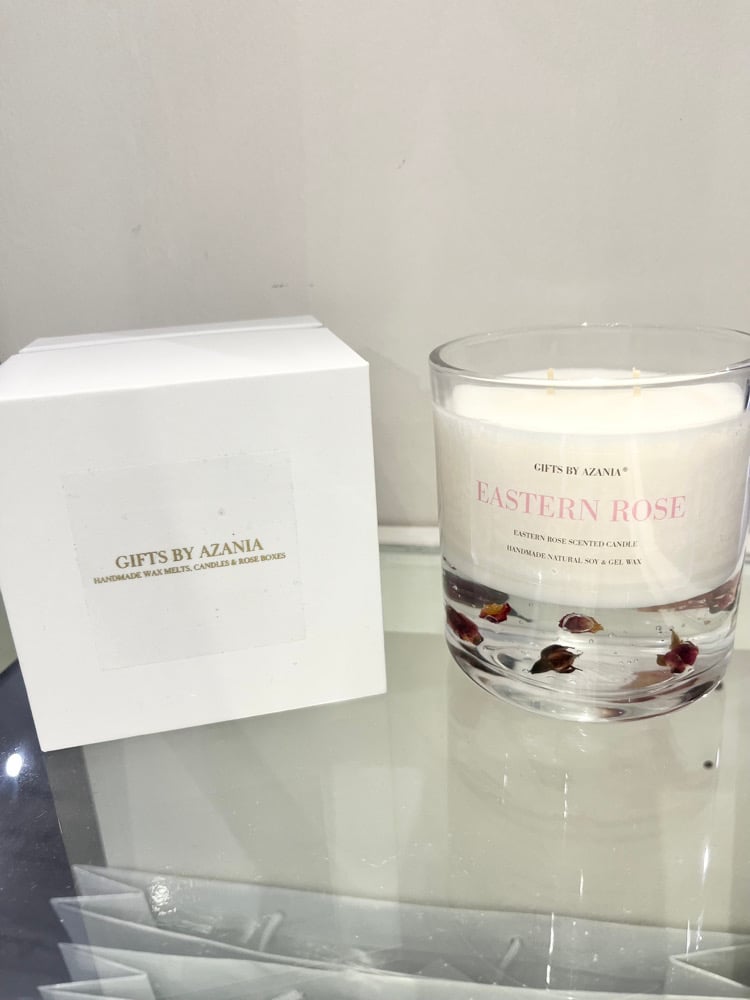 GIFTS BY AZANIA
HANDMADE WAX MELTS, CANDLES & ROSE BOXES
GIFTS BY AZANIA®
EASTERN ROSE
EASTERN ROSE SCENTED CANDLE
HANDMADE NATURAL SOY & GEL WAX